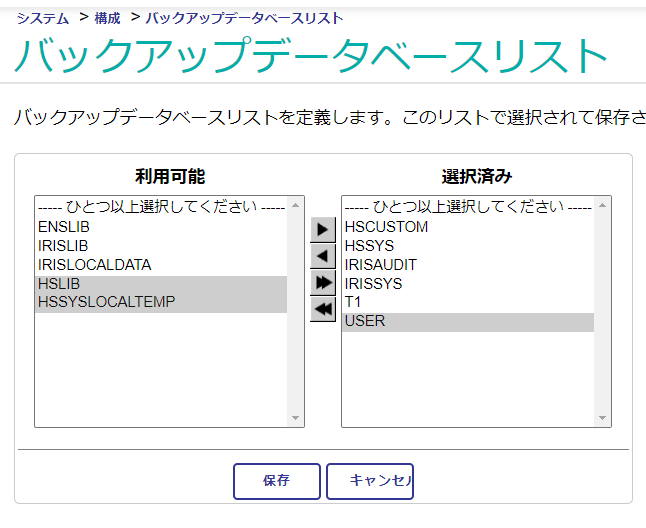 システム > 構成 > バックアップデータベースリスト
バックアップデータベースリスト
バックアップデータベースリストを定義します。このリストで選択されて保存さ
利用可能
----- ひとつ以上選択してください -----
ENSLIB
IRISLIB
IRISLOCALDATA
HSLIB
HSSYSLOCALTEMP
選択済み
----- ひとつ以上選択してください -----
HSCUSTOM
HSSYS
IRISAUDIT
IRISSYS
T1
USER
保存
キャンセル